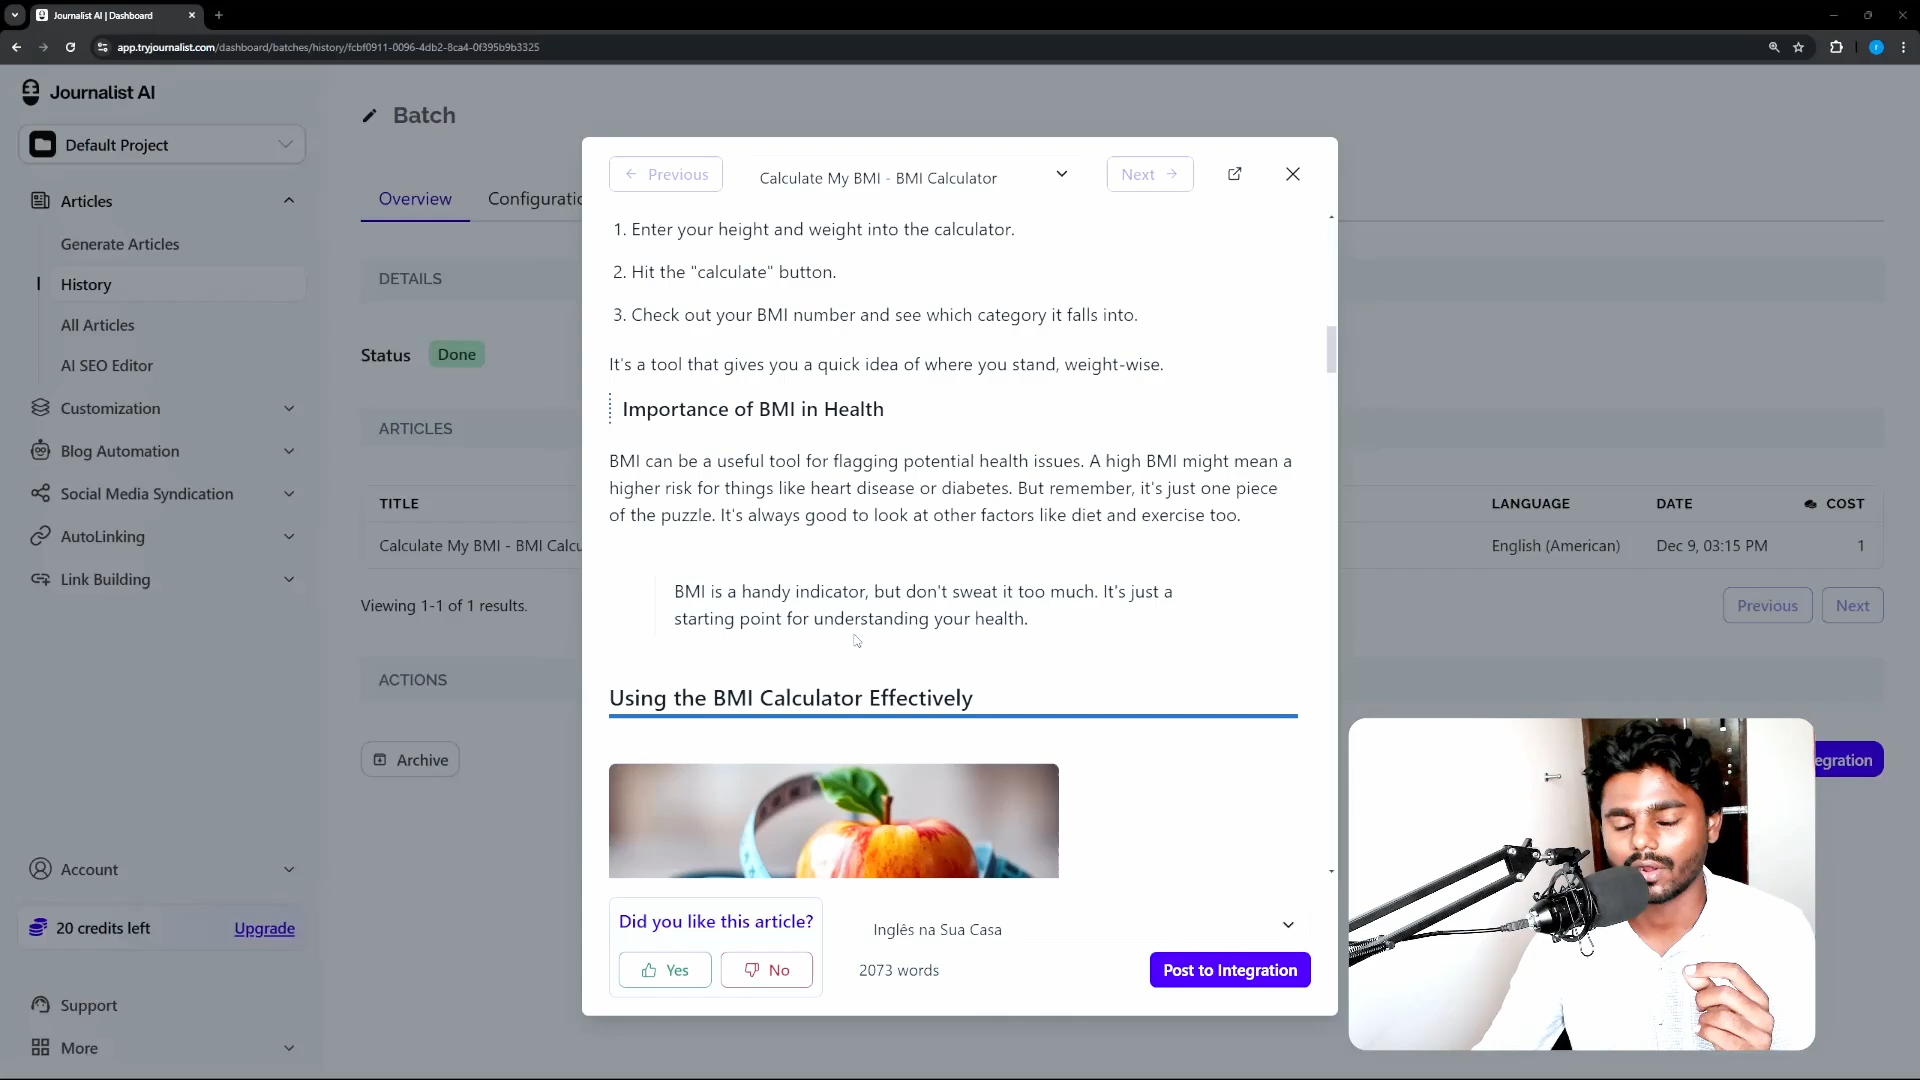 Journalist AI | Dashboard
app.tryjournalist.com/dashboard/batches/history/fcbf0911-0096-4db2-8ca4-0f395b9b3325
Journalist AI
Default Project
Articles
Generate Articles
History
All Articles
AI SEO Editor
Customization
Blog Automation
Social Media Syndication
AutoLinking
Link Building
Account
20 credits left
Upgrade
Support
More
Batch
Overview
Configuratio
DETAILS
Status
Done
ARTICLES
TITLE
LANGUAGE
DATE
COST
Calculate My BMI - BMI Calcu
English (American)
Dec 9, 03:15 PM
1
Viewing 1-1 of 1 results.
Previous
Next
ACTIONS
Archive
egration
Previous
Calculate My BMI - BMI Calculator
Next
1. Enter your height and weight into the calculator.
2. Hit the "calculate" button.
3. Check out your BMI number and see which category it falls into.
It's a tool that gives you a quick idea of where you stand, weight-wise.
Importance of BMI in Health
BMI can be a useful tool for flagging potential health issues. A high BMI might mean a
higher risk for things like heart disease or diabetes. But remember, it's just one piece
of the puzzle. It's always good to look at other factors like diet and exercise too.
BMI is a handy indicator, but don't sweat it too much. It's just a
starting point for understanding your health.
Using the BMI Calculator Effectively
Did you like this article?
Yes
No
Inglês na Sua Casa
2073 words
Post to Integration